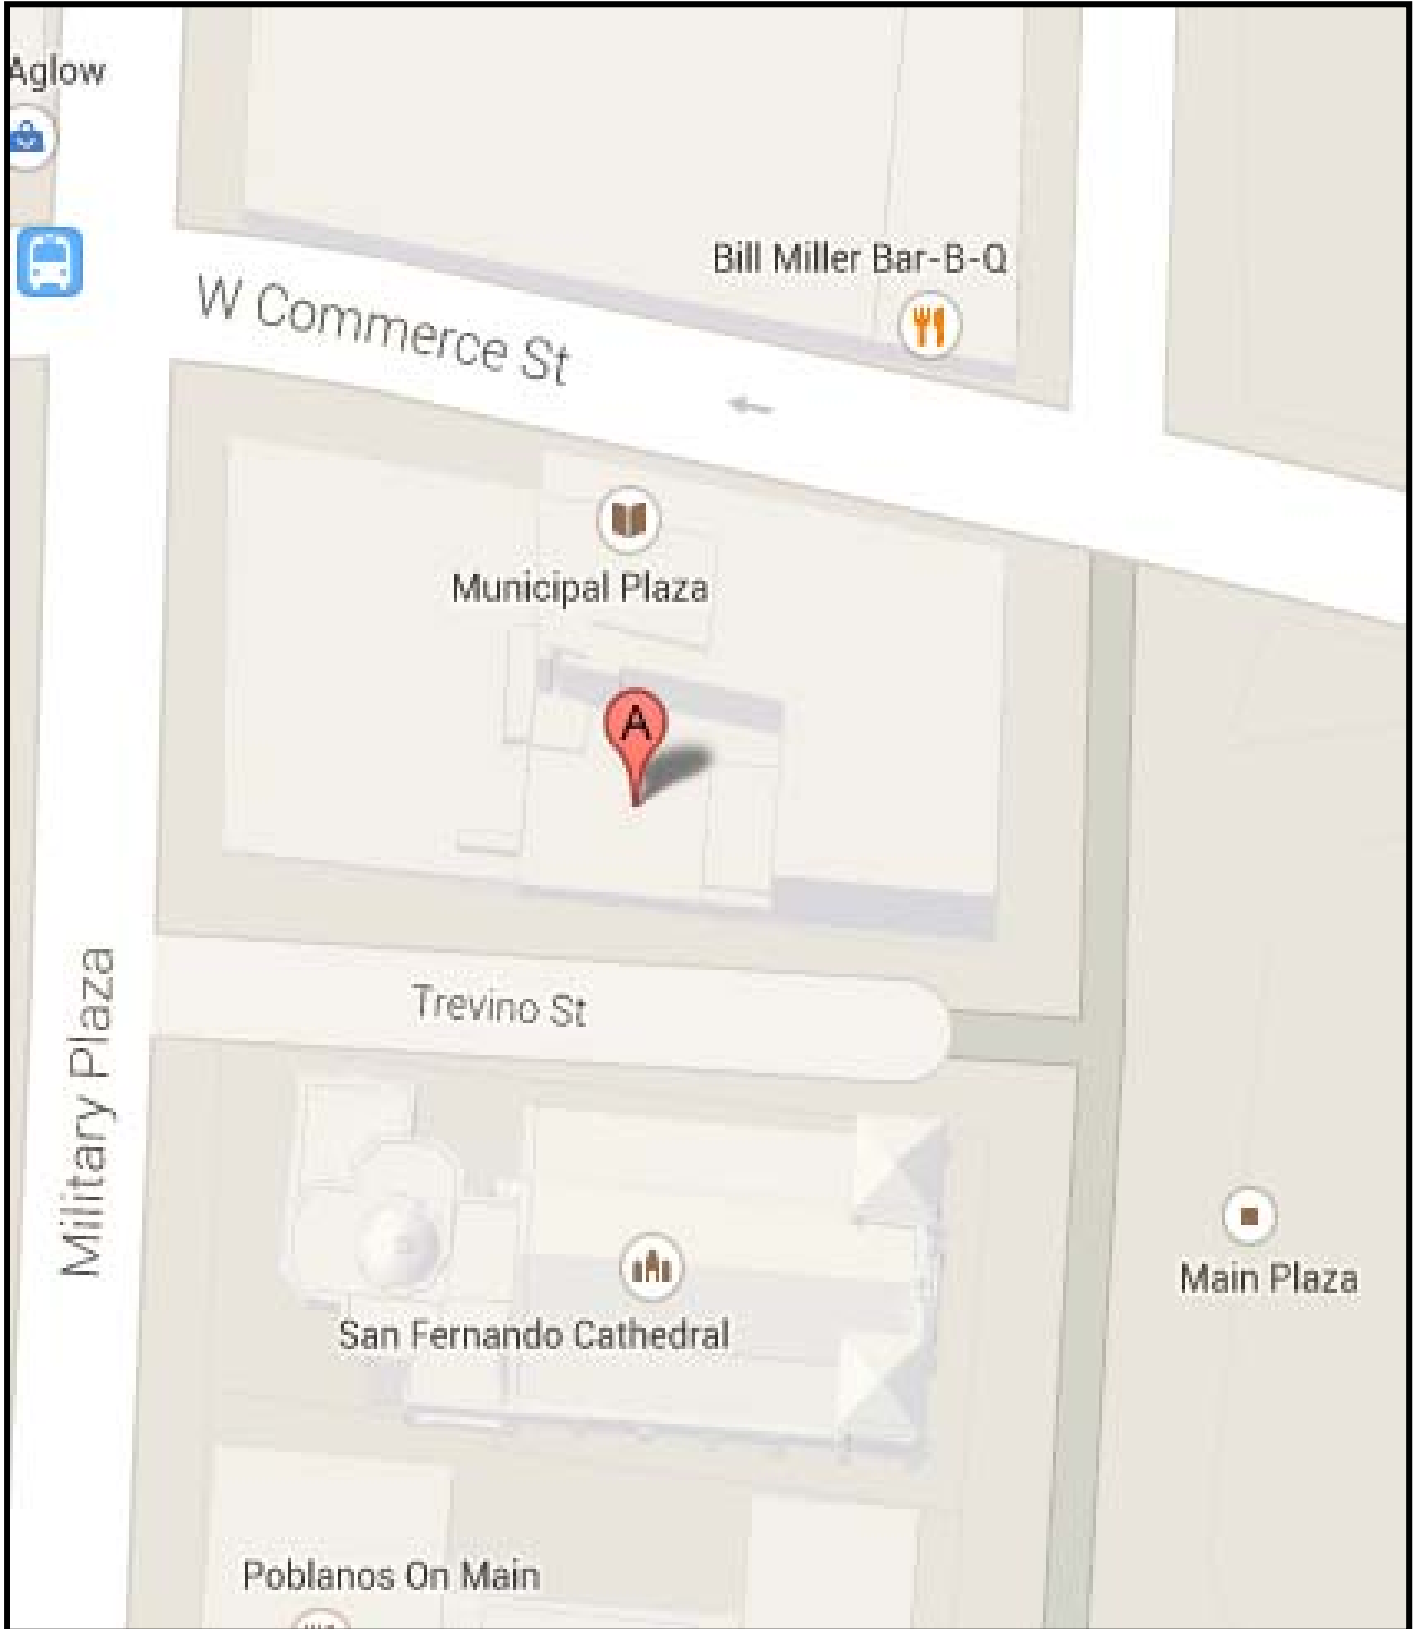 Aglow
Bill Miller Bar-B-Q
W Commerce St
Municipal Plaza
A
Trevino St
Military Plaza
Main Plaza
San Fernando Cathedral
Poblanos On Main